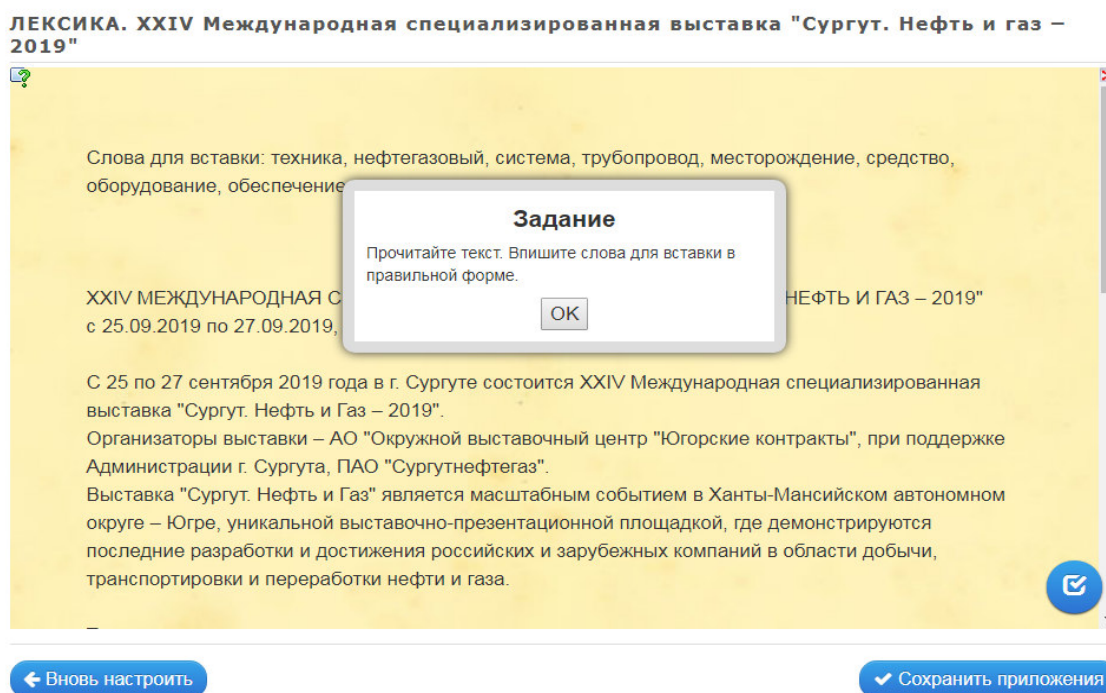 ЛЕКСИКА. XXIV Международная специализированная выставка "Сургут. Нефть и газ –
2019"
Слова для вставки: техника, нефтегазовый, система, трубопровод, месторождение, средство,
оборудование, обеспечение
Задание
Прочитайте текст. Впишите слова для вставки в
правильной форме.
OK
XXIV МЕЖДУНАРОДНАЯ С НЕФТЬ И ГАЗ – 2019"
с 25.09.2019 по 27.09.2019,
С 25 по 27 сентября 2019 года в г. Сургуте состоится XXIV Международная специализированная
выставка "Сургут. Нефть и Газ – 2019".
Организаторы выставки – АО "Окружной выставочный центр "Югорские контракты", при поддержке
Администрации г. Сургута, ПАО "Сургутнефтегаз".
Выставка "Сургут. Нефть и Газ" является масштабным событием в Ханты-Мансийском автономном
округе – Югре, уникальной выставочно-презентационной площадкой, где демонстрируются
последние разработки и достижения российских и зарубежных компаний в области добычи,
транспортировки и переработки нефти и газа.
Вновь настроить
Сохранить приложения